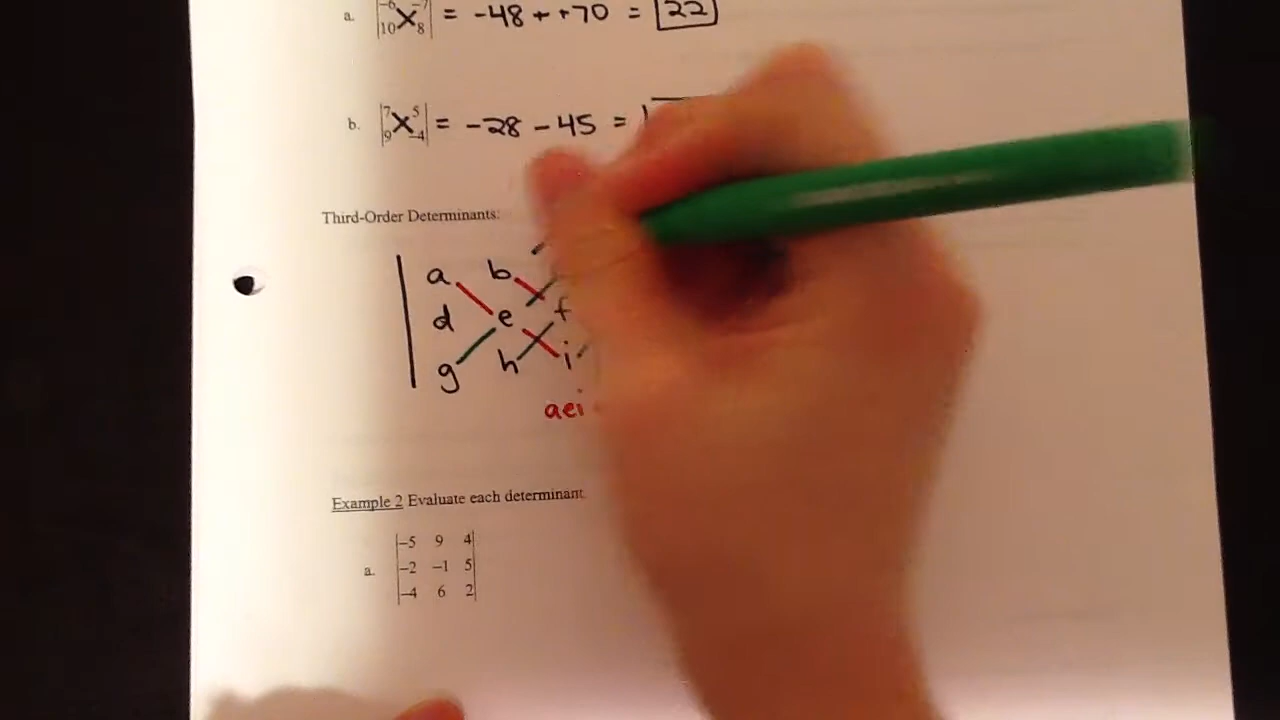 a. |-6 -7| = -48 + +70 = 22
|10 8|
b. |7 5| = -28 - 45 =
|9 -4|
Third-Order Determinants:
a b
d e f
g h i
aei
Example 2 Evaluate each determinant
|-5 9 4|
a. |-2 -1 5|
|-4 6 2|